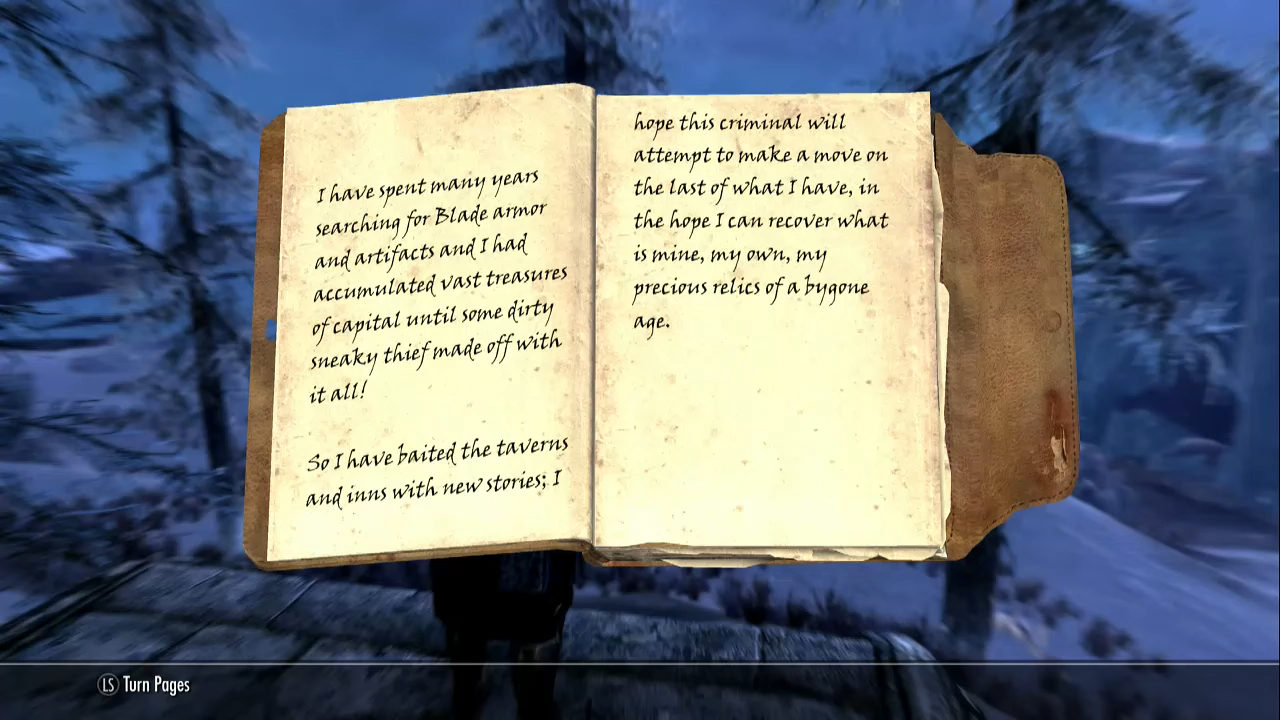 I have spent many years
searching for Blade armor
and artifacts and I had
accumulated vast treasures
of capital until some dirty
sneaky thief made off with
it all!
So I have baited the taverns
and inns with new stories; I
hope this criminal will
attempt to make a move on
the last of what I have, in
the hope I can recover what
is mine, my own, my
precious relics of a bygone
age.
LS Turn Pages